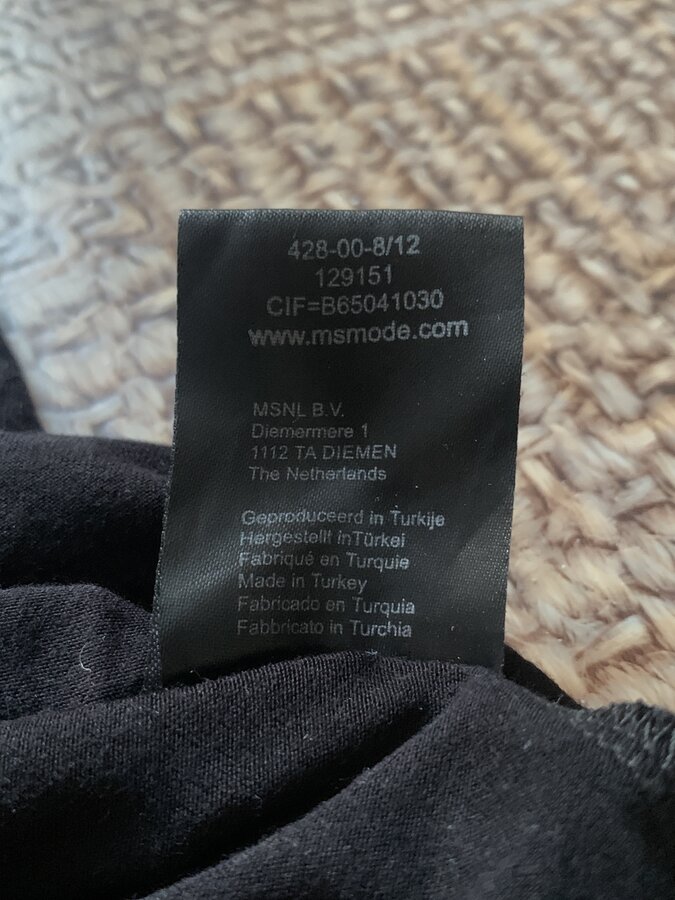 428-00-8/12
129151
CIF=B65041030
www.msmode.com
MSNL B.V.
Diemermere 1
1112 TA DIEMEN
The Netherlands
Geproduceerd in Turkije
Hergestellt inTürkei
Fabriqué en Turquie
Made in Turkey
Fabricado en Turquia
Fabbricato in Turchia